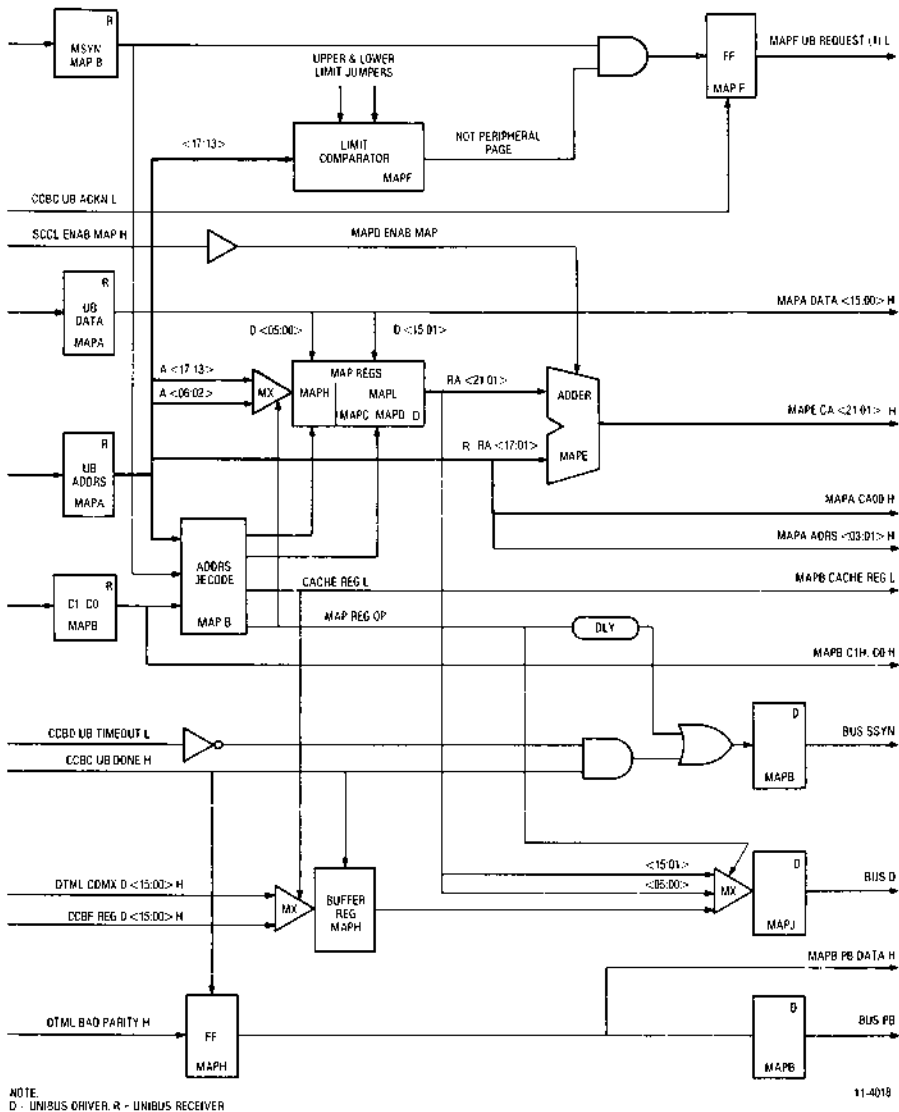 R
MSYN
MAP B
UPPER & LOWER
LIMIT JUMPERS
FF
MAP F
MAPF UB REQUEST (1) L
<17:13>
LIMIT
COMPARATOR
MAPF
NOT PERIPHERAL
PAGE
CCBC UB ACKN L
SCCL ENAB MAP H
MAPD ENAB MAP
R
UB
DATA
MAPA
MAPA DATA <15:00> H
D <05:00>
D <15:01>
A <17:13>
A <06:02>
MX
MAP REGS
MAPH
MAPL
MAPC MAPD D
RA <21:01>
ADDER
MAPE
MAPE CA <21:01> H
R
UB
ADDRS
MAPA
R RA <17:01>
MAPA CA00 H
MAPA ADRS <03:01> H
ADDRS
DECODE
MAP B
CACHE REG L
MAPB CACHE REG L
R
C1 C0
MAPB
MAP REG OP
DLY
MAPB C1H, C0 H
CCBD UB TIMEOUT L
CCBC UB DONE H
D
MAPB
BUS SSYN
<15:01>
<05:00>
MX
D
MAPJ
BUS D
DTML CDMX D <15:00> H
CCBF REG D <15:00> H
MX
BUFFER
REG
MAPH
MAPB PB DATA H
DTML BAD PARITY H
FF
MAPH
D
MAPB
BUS PB
NOTE.
D - UNIBUS DRIVER, R - UNIBUS RECEIVER
11-4018